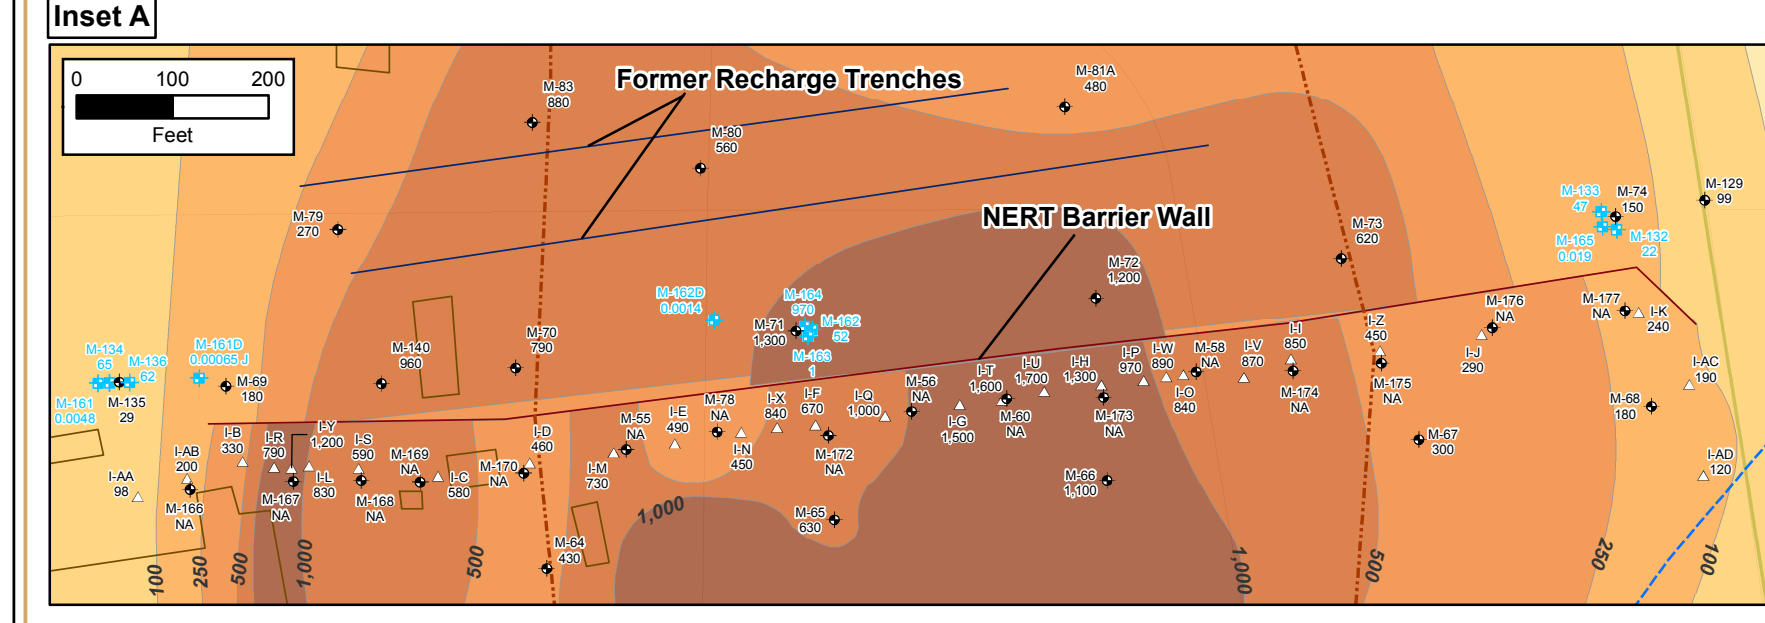 Inset A
0 100 200
Feet
Former Recharge Trenches
NERT Barrier Wall
M-83
880
M-80
560
M-81A
480
M-79
270
M-73
620
M-72
1,200
M-133
47
M-74
150
M-129
99
M-165
0.019
M-132
22
M-162D
0.0014
M-164
970
M-71
1,300
M-162
52
M-163
1
M-176
NA
M-177
NA
I-K
240
M-134
65
M-136
62
M-161D
0.00065 J
M-69
180
M-161
0.0048
M-135
29
M-140
960
M-70
790
I-Z
450
I-I
850
I-J
290
I-V
870
M-58
NA
I-W
890
I-P
970
I-H
1,300
I-U
1,700
I-T
1,600
M-56
NA
I-Q
1,000
I-F
670
I-X
840
M-78
NA
I-E
490
M-55
NA
I-G
1,500
M-60
NA
M-173
NA
I-O
840
M-174
NA
M-175
NA
M-68
180
I-AC
190
I-AD
120
M-67
300
M-66
1,100
M-65
630
M-172
NA
I-N
450
I-M
730
I-D
460
M-170
NA
I-C
580
M-169
NA
I-S
590
M-168
NA
I-Y
1,200
I-L
830
I-R
790
M-167
NA
I-B
330
I-AB
200
M-166
NA
I-AA
98
M-64
430
1,000
100
250
500
1,000
500
1,000
500
250
100